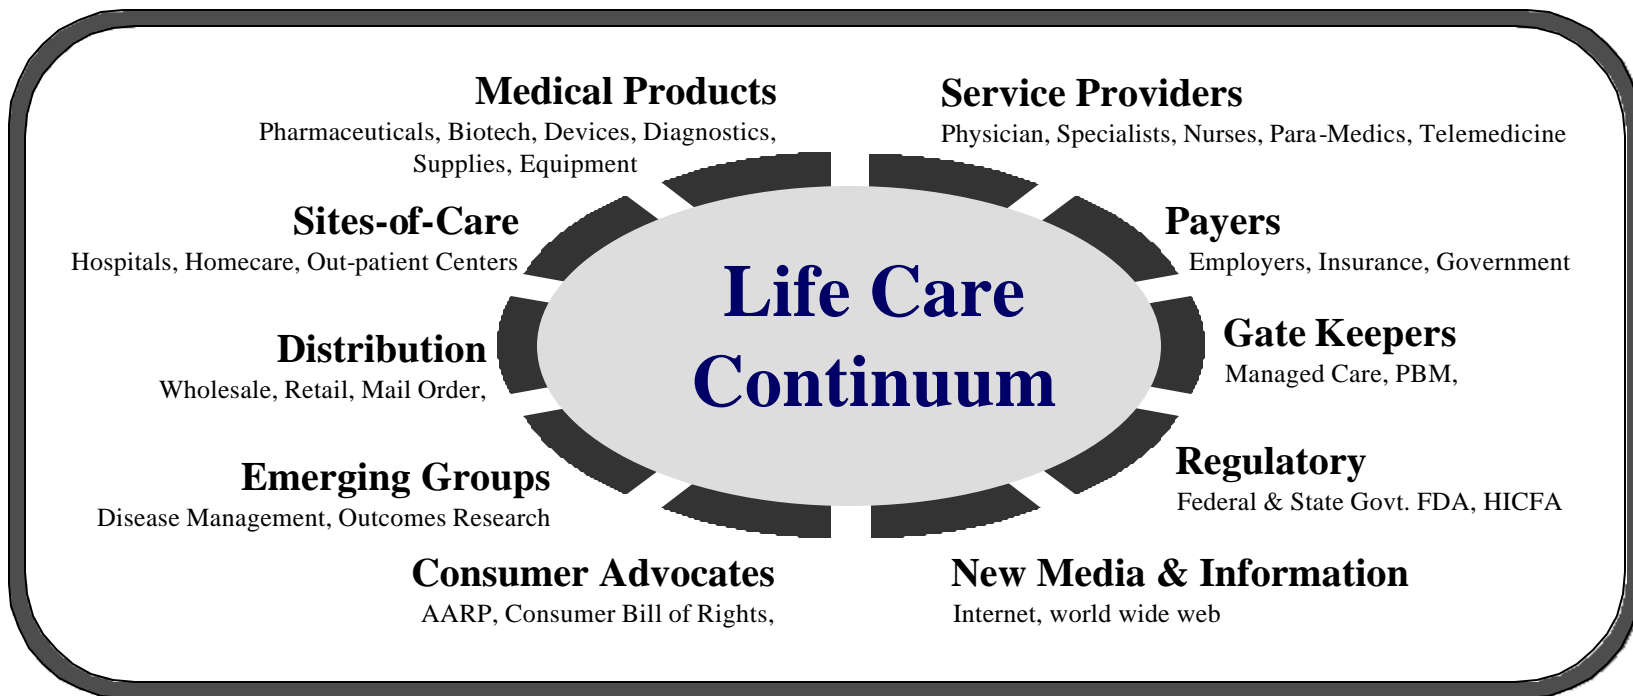 Medical Products
Pharmaceuticals, Biotech, Devices, Diagnostics,
Supplies, Equipment
Service Providers
Physician, Specialists, Nurses, Para-Medics, Telemedicine
Sites-of-Care
Hospitals, Homecare, Out-patient Centers
Payers
Employers, Insurance, Government
Life Care
Continuum
Distribution
Wholesale, Retail, Mail Order,
Gate Keepers
Managed Care, PBM,
Emerging Groups
Disease Management, Outcomes Research
Regulatory
Federal & State Govt. FDA, HICFA
Consumer Advocates
AARP, Consumer Bill of Rights,
New Media & Information
Internet, world wide web